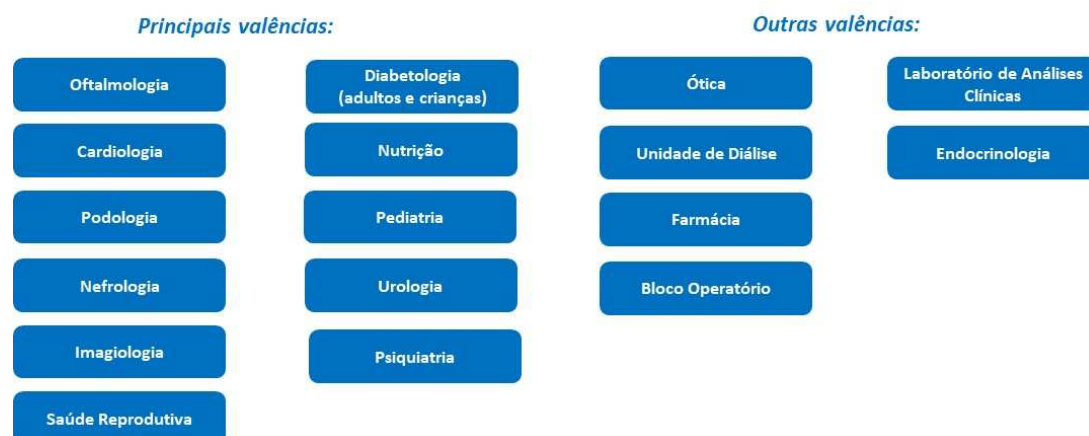 Principais valências:
Oftalmologia
Cardiologia
Podologia
Nefrologia
Imagiologia
Saúde Reprodutiva
Diabetologia
(adultos e crianças)
Nutrição
Pediatria
Urologia
Psiquiatria
Outras valências:
Ótica
Unidade de Diálise
Farmácia
Bloco Operatório
Laboratório de Análises
Clínicas
Endocrinologia